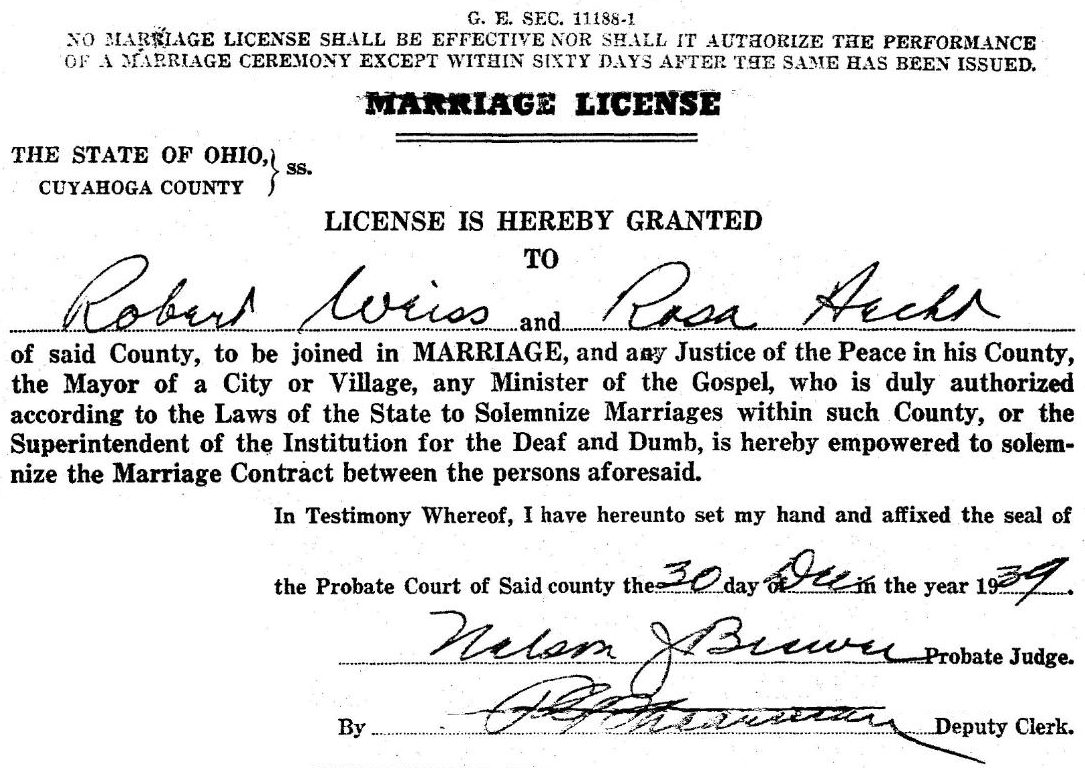 G. E. SEC. 11188-1
NO MARRIAGE LICENSE SHALL BE EFFECTIVE NOR SHALL IT AUTHORIZE THE PERFORMANCE
OF A MARRIAGE CEREMONY EXCEPT WITHIN SIXTY DAYS AFTER THE SAME HAS BEEN ISSUED.
MARRIAGE LICENSE
THE STATE OF OHIO,
CUYAHOGA COUNTY } ss.
LICENSE IS HEREBY GRANTED
TO
Robert Weiss and Rosa Hecht
of said County, to be joined in MARRIAGE, and any Justice of the Peace in his County,
the Mayor of a City or Village, any Minister of the Gospel, who is duly authorized
according to the Laws of the State to Solemnize Marriages within such County, or the
Superintendent of the Institution for the Deaf and Dumb, is hereby empowered to solem-
nize the Marriage Contract between the persons aforesaid.
In Testimony Whereof, I have hereunto set my hand and affixed the seal of
the Probate Court of Said county the 30 day of Dec in the year 1939.
Nelson J Brewer Probate Judge.
By Deputy Clerk.